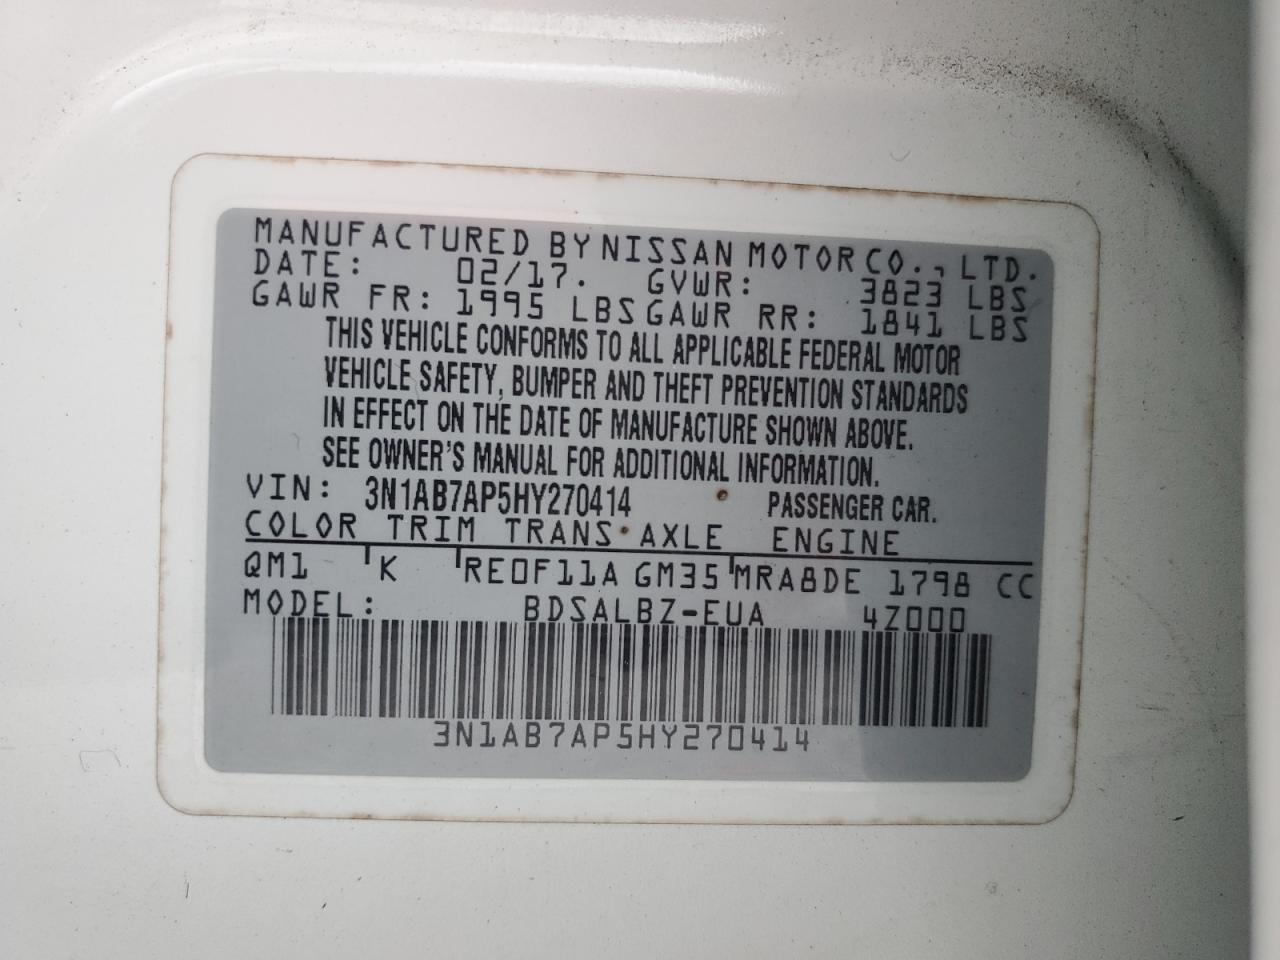 MANUFACTURED BY NISSAN MOTOR CO., LTD.
DATE: 02/17. GVWR: 3823 LBS
GAWR FR: 1995 LBS GAWR RR: 1841 LBS
THIS VEHICLE CONFORMS TO ALL APPLICABLE FEDERAL MOTOR
VEHICLE SAFETY, BUMPER AND THEFT PREVENTION STANDARDS
IN EFFECT ON THE DATE OF MANUFACTURE SHOWN ABOVE.
SEE OWNER'S MANUAL FOR ADDITIONAL INFORMATION.
VIN: 3N1AB7AP5HY270414 PASSENGER CAR.
COLOR TRIM TRANS AXLE ENGINE
QM1 K RE0F11A GM35 MRA8DE 1798 CC
MODEL: BDSALBZ-EUA 4Z000
3N1AB7AP5HY270414